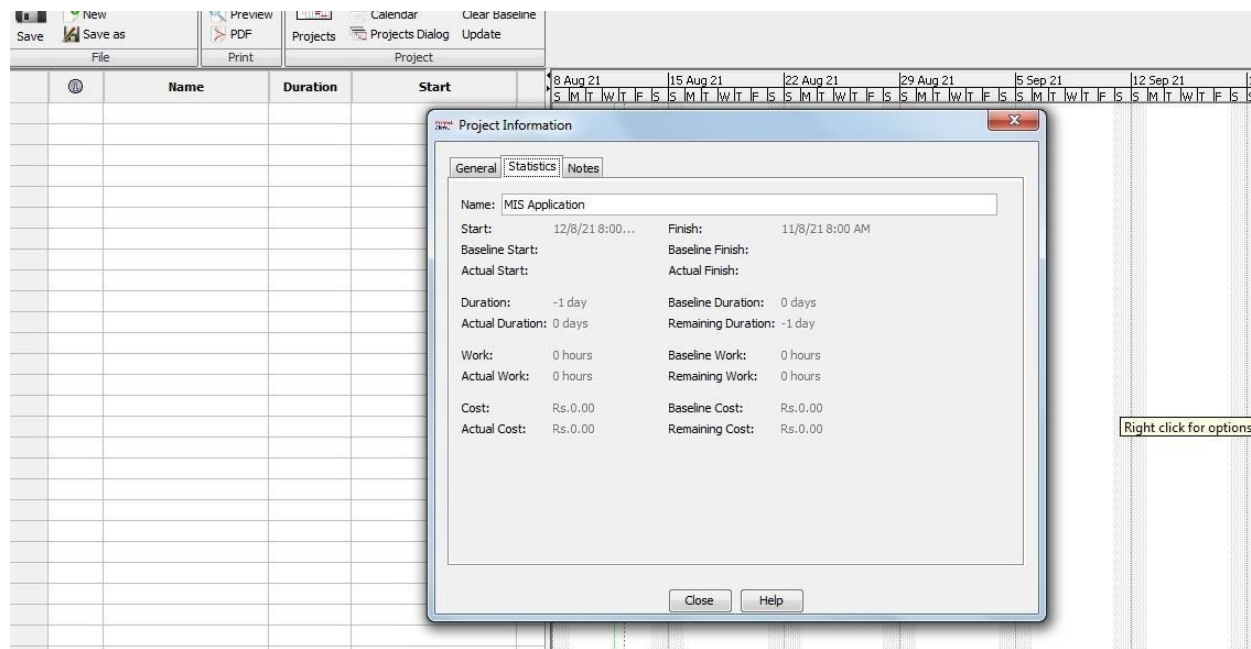 New Preview Calendar Clear Baseline
Save Save as PDF Projects Projects Dialog Update
File Print Project
Name Duration Start
8 Aug 21 15 Aug 21 22 Aug 21 29 Aug 21 5 Sep 21 12 Sep 21
S M T W T F S S M T W T F S S M T W T F S S M T W T F S S M T W T F S S M T W T F S
Project Information
General Statistics Notes
Name: MIS Application
Start: 12/8/21 8:00... Finish: 11/8/21 8:00 AM
Baseline Start: Baseline Finish:
Actual Start: Actual Finish:
Duration: -1 day Baseline Duration: 0 days
Actual Duration: 0 days Remaining Duration: -1 day
Work: 0 hours Baseline Work: 0 hours
Actual Work: 0 hours Remaining Work: 0 hours
Cost: Rs.0.00 Baseline Cost: Rs.0.00
Actual Cost: Rs.0.00 Remaining Cost: Rs.0.00
Right click for options
Close Help